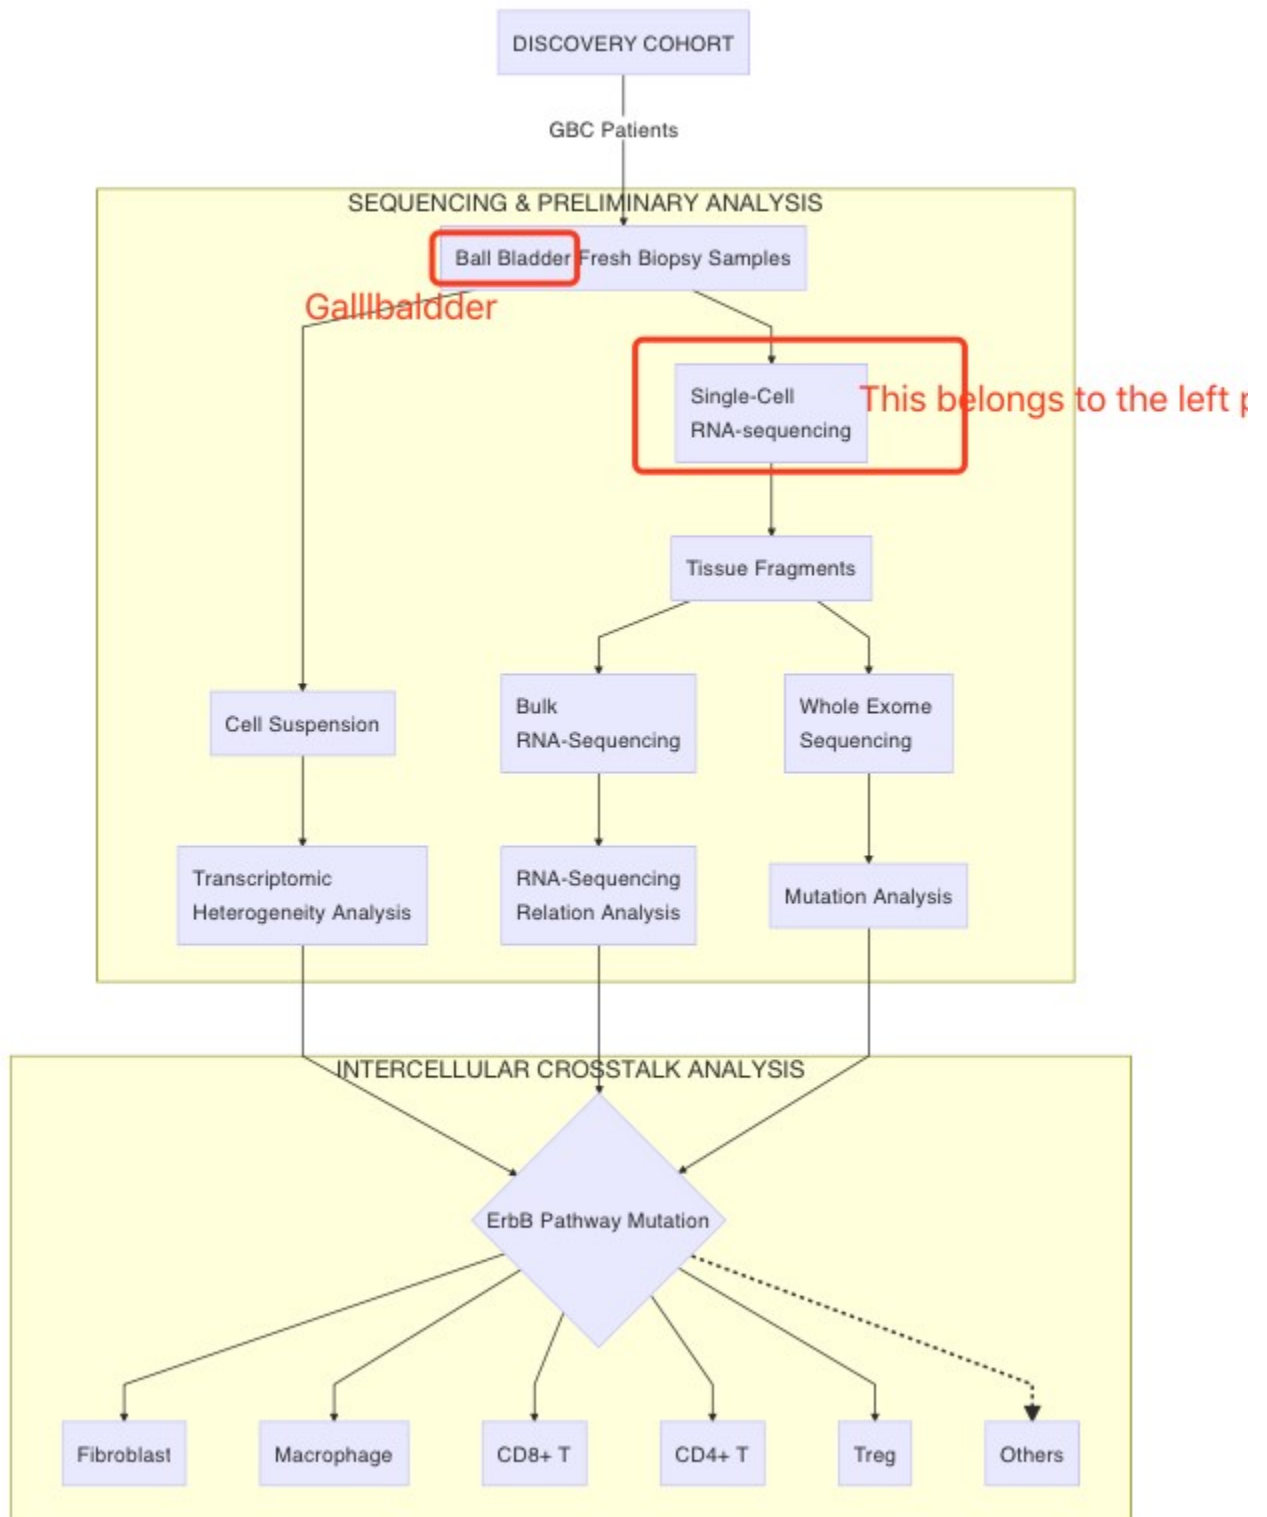 DISCOVERY COHORT
GBC Patients
SEQUENCING & PRELIMINARY ANALYSIS
Ball Bladder Fresh Biopsy Samples
Galllbaldder
Single-Cell
RNA-sequencing
This belongs to the left
Tissue Fragments
Cell Suspension
Bulk
RNA-Sequencing
Whole Exome
Sequencing
Transcriptomic
Heterogeneity Analysis
RNA-Sequencing
Relation Analysis
Mutation Analysis
INTERCELLULAR CROSSTALK ANALYSIS
ErbB Pathway Mutation
Fibroblast
Macrophage
CD8+ T
CD4+ T
Treg
Others